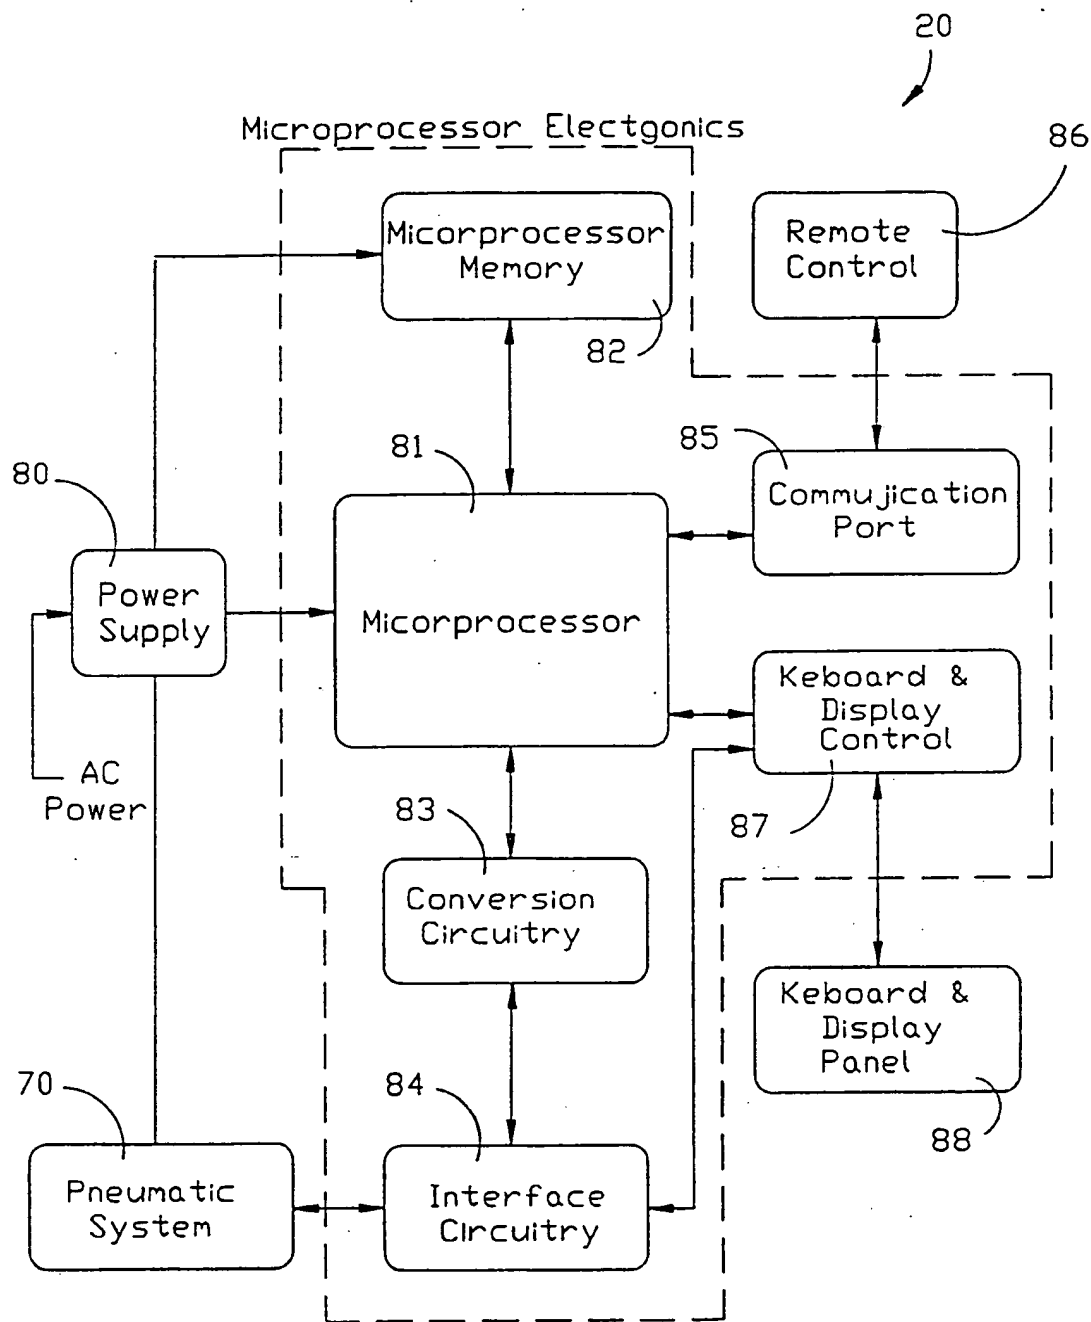 20
Microprocessor Electgonics
86
Micorprocessor
Memory
82
Remote
Control
81
85
80
Commujication
Port
Power
Supply
Micorprocessor
Keboard &
Display
Control
AC
Power
83
87
Conversion
Circuitry
Keboard &
Display
Panel
70
84
88
Pneumatic
System
Interface
CIrcuitry